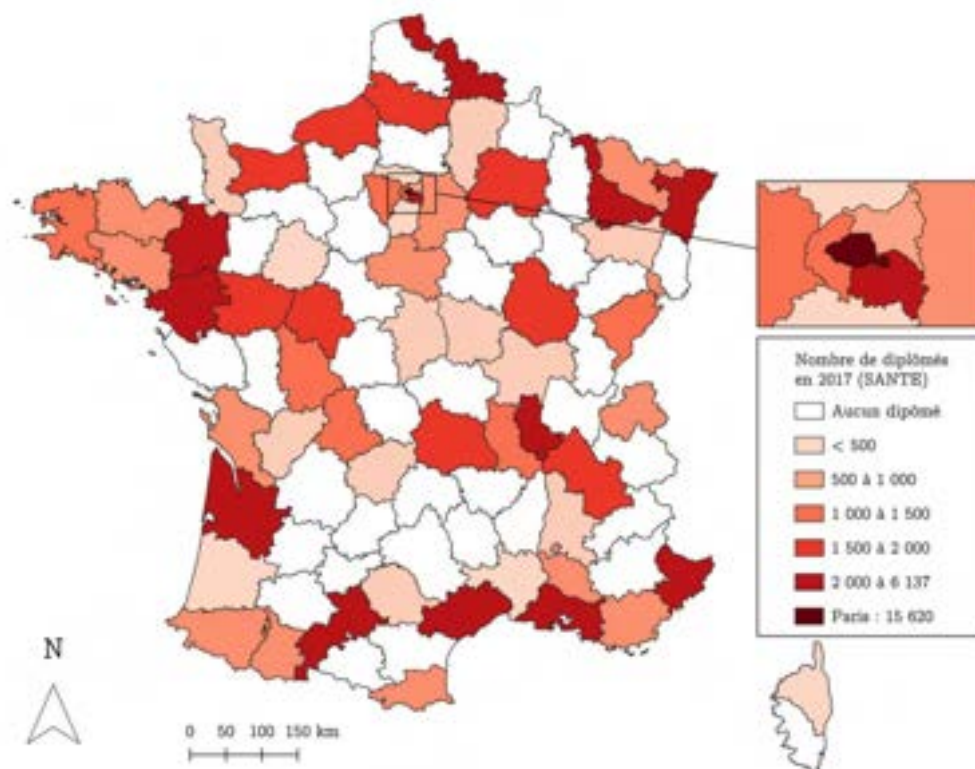 Nombre de diplômés
en 2017 (SANTE)
Aucun dipômé
< 500
500 à 1 000
1 000 à 1 500
1 500 à 2 000
2 000 à 6 137
Paris : 15 620
N
0 50 100 150 km